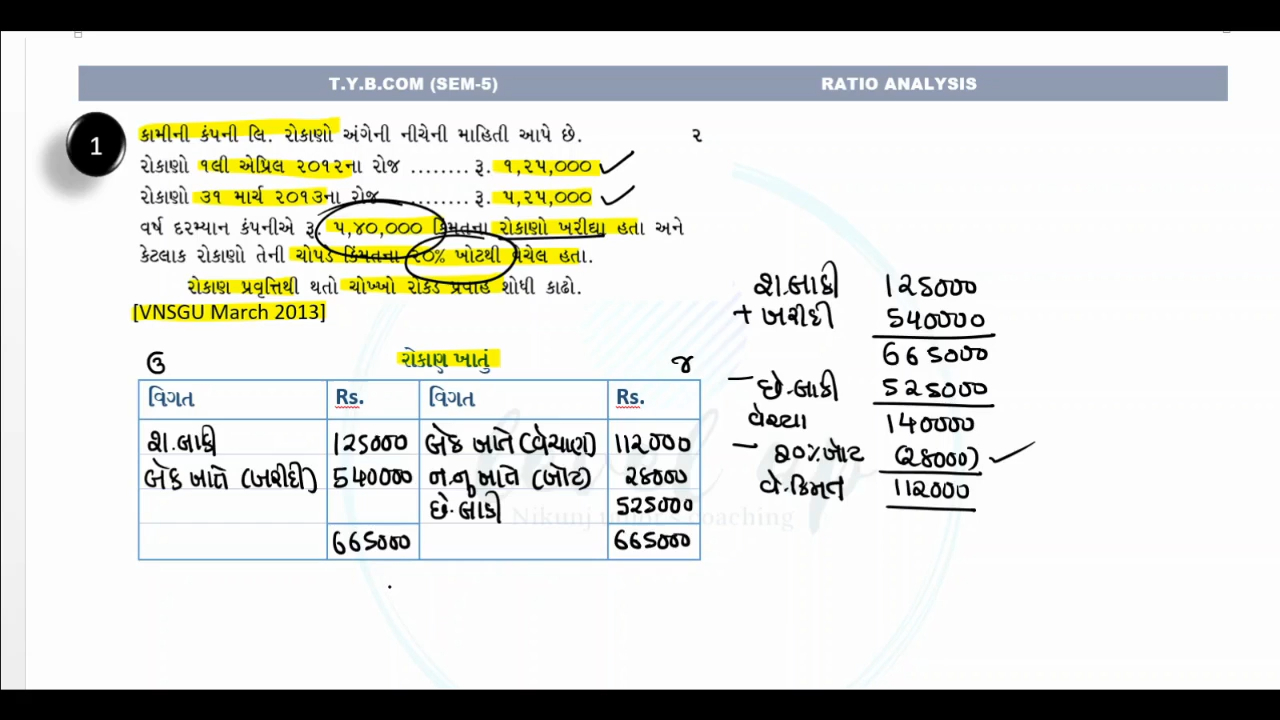 T.Y.B.COM (SEM-5) RATIO ANALYSIS
1
કામીની કંપની લિ. રોકાણો અંગેની નીચેની માહિતી આપે છે. ૨
રોકાણો ૧લી એપ્રિલ ૨૦૧૨ના રોજ ........ રૂ. ૧,૨૫,૦૦૦
રોકાણો ૩૧ માર્ચ ૨૦૧૩ના રોજ ........ રૂ. ૫,૨૫,૦૦૦
વર્ષ દરમ્યાન કંપનીએ રૂ. ૫,૪૦,૦૦૦ કિંમતના રોકાણો ખરીદ્યા હતા અને
કેટલાક રોકાણો તેની ચોપડે કિંમતના ૨૦% ખોટથી વેચેલ હતા.
રોકાણ પ્રવૃત્તિથી થતો ચોખ્ખો રોકડ પ્રવાહ શોધી કાઢો.
[VNSGU March 2013]
ઉ રોકાણ ખાતું જ
વિગત Rs. વિગત Rs.
શ.બાકી 125000 બેંક ખાતે (વેચાણ) 112000
બેંક ખાતે (ખરીદી) 540000 ન.નુ ખાતે (ખોટ) 28000
છે.બાકી 525000
665000 665000
શ.બાકી 125000
+ ખરીદી 540000
665000
– છે.બાકી 525000
વેચ્યા 140000
– 20% ખોટ (28000)
વે.કિંમત 112000
Nikunj coaching